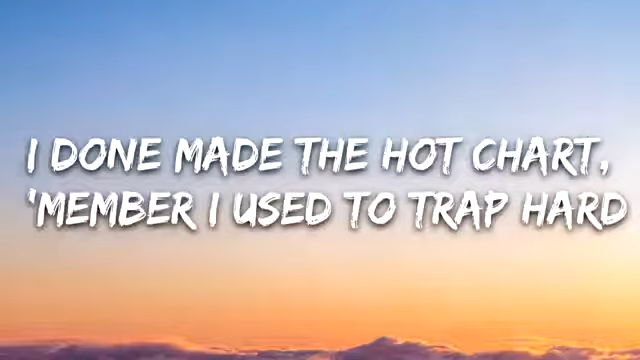 I DONE MADE THE HOT CHART,
'MEMBER I USED TO TRAP HARD